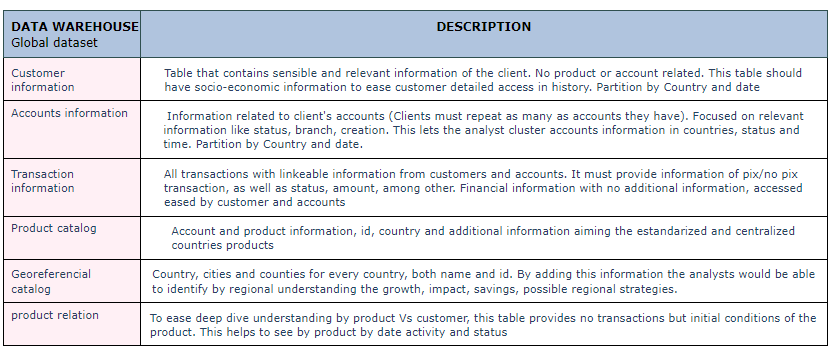 DATA WAREHOUSE
Global dataset
DESCRIPTION
Customer
information
Table that contains sensible and relevant information of the client. No product or account related. This table should
have socio-economic information to ease customer detailed access in history. Partition by Country and date
Accounts information
Information related to client's accounts (Clients must repeat as many as accounts they have). Focused on relevant
information like status, branch, creation. This lets the analyst cluster accounts information in countries, status and
time. Partition by Country and date.
Transaction
information
All transactions with linkeable information from customers and accounts. It must provide information of pix/no pix
transaction, as well as status, amount, among other. Financial information with no additional information, accessed
eased by customer and accounts
Product catalog
Account and product information, id, country and additional information aiming the estandarized and centralized
countries products
Georeferencial
catalog
Country, cities and counties for every country, both name and id. By adding this information the analysts would be able
to identify by regional understanding the growth, impact, savings, possible regional strategies.
product relation
To ease deep dive understanding by product Vs customer, this table provides no transactions but initial conditions of the
product. This helps to see by product by date activity and status